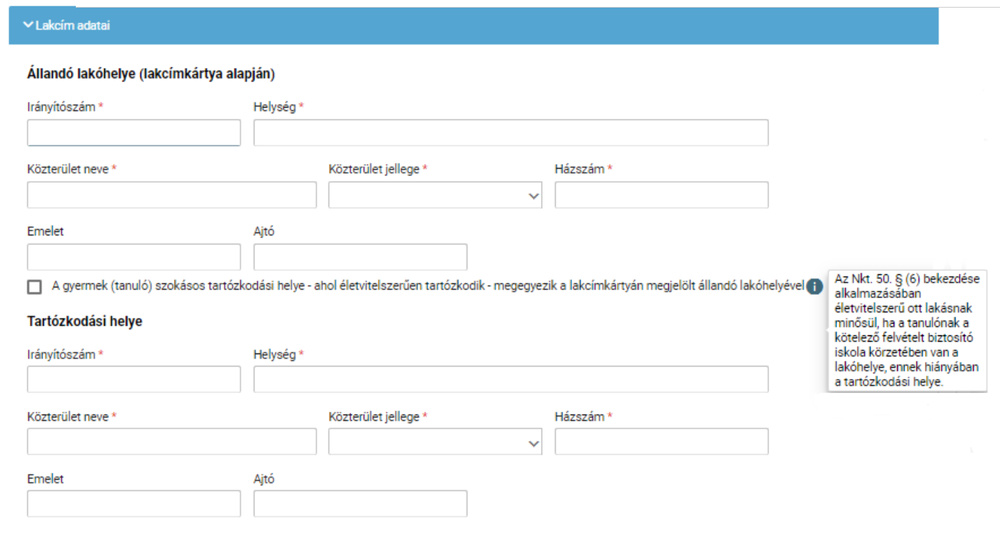 Lakcím adatai
Állandó lakóhelye (lakcímkártya alapján)
Irányítószám * Helység *
Közterület neve * Közterület jellege * Házszám *
Emelet Ajtó
A gyermek (tanuló) szokásos tartózkodási helye - ahol életvitelszerűen tartózkodik - megegyezik a lakcímkártyán megjelölt állandó lakóhelyével
Az Nkt. 50. § (6) bekezdése
alkalmazásában
életvitelszerű ott lakásnak
minősül, ha a tanulónak a
kötelező felvételt biztosító
iskola körzetében van a
lakóhelye, ennek hiányában
a tartózkodási helye.
Tartózkodási helye
Irányítószám * Helység *
Közterület neve * Közterület jellege * Házszám *
Emelet Ajtó